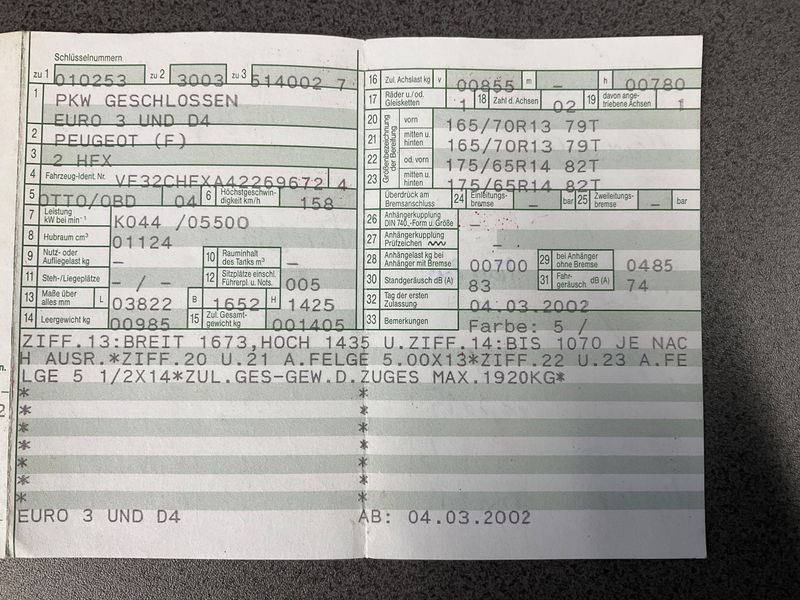 Schlüsselnummern
zu 1 010253 zu 2 3003 zu 3 514002 7
1 PKW GESCHLOSSEN
EURO 3 UND D4
2 PEUGEOT (F)
3 2 HFX
4 Fahrzeug-Ident. Nr. VF32CHFXA42269672 4
5 OTTO/OBD 04 6 Höchstgeschwin-digkeit km/h 158
7 Leistung kW bei min⁻¹ K044 /05500
8 Hubraum cm³ 01124
9 Nutz- oder Aufliegelast kg – 10 Rauminhalt des Tanks m³ –
11 Steh-/Liegeplätze – / – 12 Sitzplätze einschl. Führerpl. u. Nots. 005
13 Maße über alles mm L 03822 B 1652 H 1425
14 Leergewicht kg 00985 15 Zul. Gesamt-gewicht kg 001405
16 Zul. Achslast kg v 00855 m – h 00780
17 Räder u./od. Gleisketten 1 18 Zahl d. Achsen 02 19 davon ange-triebene Achsen 1
Größenbezeichnung der Bereifung
20 vorn 165/70R13 79T
21 mitten u. hinten 165/70R13 79T
22 od. vorn 175/65R14 82T
23 mitten u. hinten 175/65R14 82T
Überdruck am Bremsanschluss 24 Einleitungs-bremse – bar 25 Zweileitungs-bremse – bar
26 Anhängerkupplung DIN 740.,-Form u. Größe –
27 Anhängerkupplung Prüfzeichen –
28 Anhängelast kg bei Anhänger mit Bremse 00700 29 bei Anhänger ohne Bremse 0485
30 Standgeräusch dB (A) 83 31 Fahr-geräusch dB (A) 74
32 Tag der ersten Zulassung 04.03.2002
33 Bemerkungen Farbe: 5 /
ZIFF.13:BREIT 1673,HOCH 1435 U.ZIFF.14:BIS 1070 JE NAC
H AUSR.*ZIFF.20 U.21 A.FELGE 5.00X13*ZIFF.22 U.23 A.FE
LGE 5 1/2X14*ZUL.GES-GEW.D.ZUGES MAX.1920KG*
* *
* *
* *
* *
* *
* *
* *
EURO 3 UND D4 AB: 04.03.2002